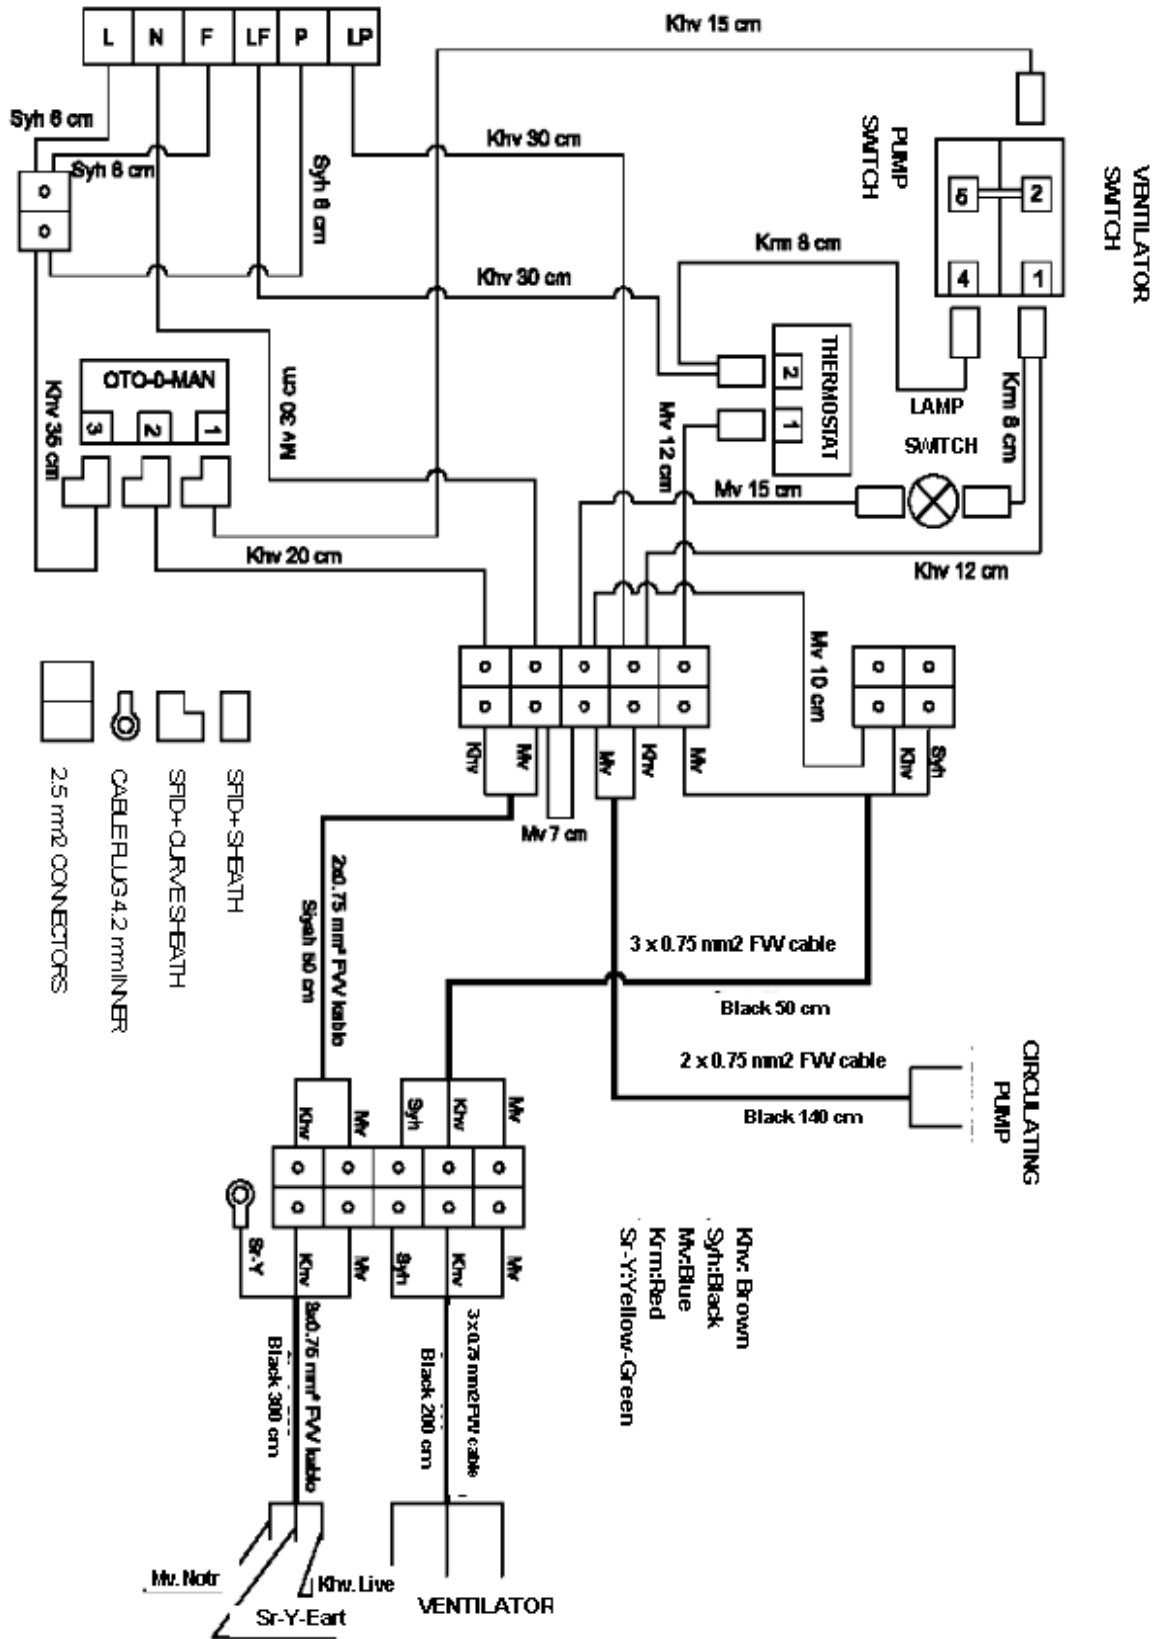 L N F LF P LP
Khv 15 cm
Syh 6 cm
Syh 6 cm
Syh 6 cm
Khv 30 cm
PUMP
SWITCH
VENTILATOR
SWITCH
5 2
4 1
Krm 8 cm
Khv 30 cm
THERMOSTAT
2
1
OTO-0-MAN
3 2 1
Khv 35 cm
Mv 30 cm
Mv 12 cm
LAMP
SWITCH
Krm 8 cm
Mv 15 cm
Khv 20 cm
Khv 12 cm
Mv 10 cm
Khv Mv Mv Khv Mv
Khv Syh
Mv 7 cm
SFID+ SHEATH
SFID+ CURVE SHEATH
CABLE PLUG 4.2 mm INNER
2.5 mm2 CONNECTORS
2x0.75 mm² FVV kablo
Siyah 50 cm
3 x 0.75 mm2 FVV cable
Black 50 cm
2 x 0.75 mm2 FVV cable
Black 140 cm
CIRCULATING
PUMP
Khv Mv Syh Khv Mv
Sr-Y Khv Mv Syh Khv Mv
Khv: Brown
Syh:Black
Mv:Blue
Krm:Red
Sr-Y:Yellow-Green
3x0.75 mm² FVV kablo
Black 300 cm
3 x 0.75 mm2 FVV cable
Black 200 cm
Mv. Notr
Khv. Live
Sr-Y-Eart
VENTILATOR